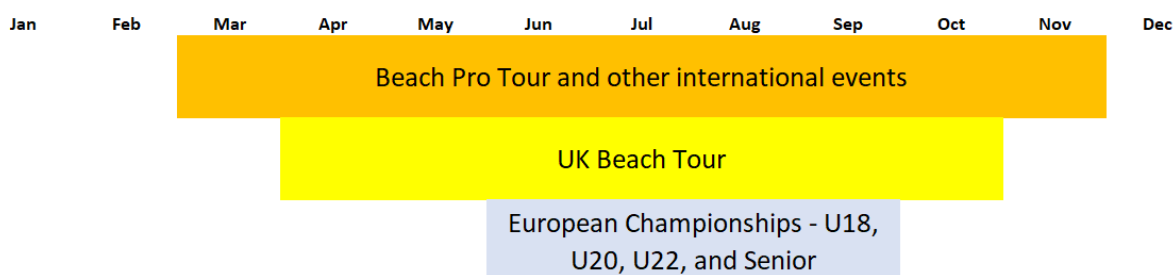 Jan Feb Mar Apr May Jun Jul Aug Sep Oct Nov Dec
Beach Pro Tour and other international events
UK Beach Tour
European Championships - U18,
U20, U22, and Senior